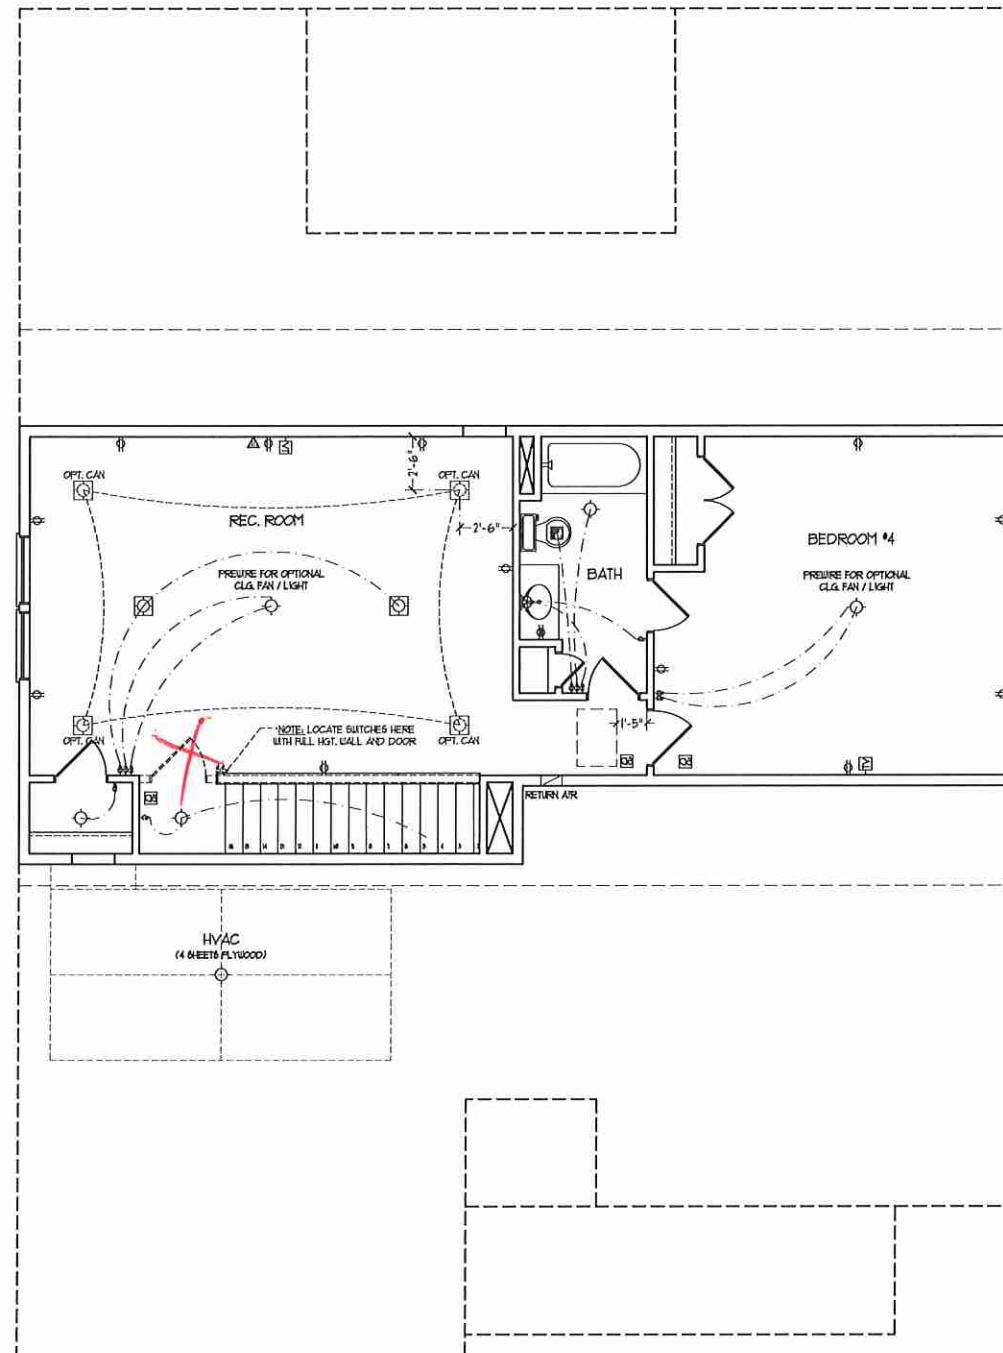 OPT. CAN
OPT. CAN
2'-6"
REC. ROOM
2'-6"
BEDROOM #4
PREWIRE FOR OPTIONAL
CLG. FAN / LIGHT
BATH
PREWIRE FOR OPTIONAL
CLG. FAN / LIGHT
OPT. CAN
NOTE: LOCATE SWITCHES HERE
WITH FULL HGT. WALL AND DOOR
OPT. CAN
1'-5"
RETURN AIR
HVAC
(4 SHEETS PLYWOOD)